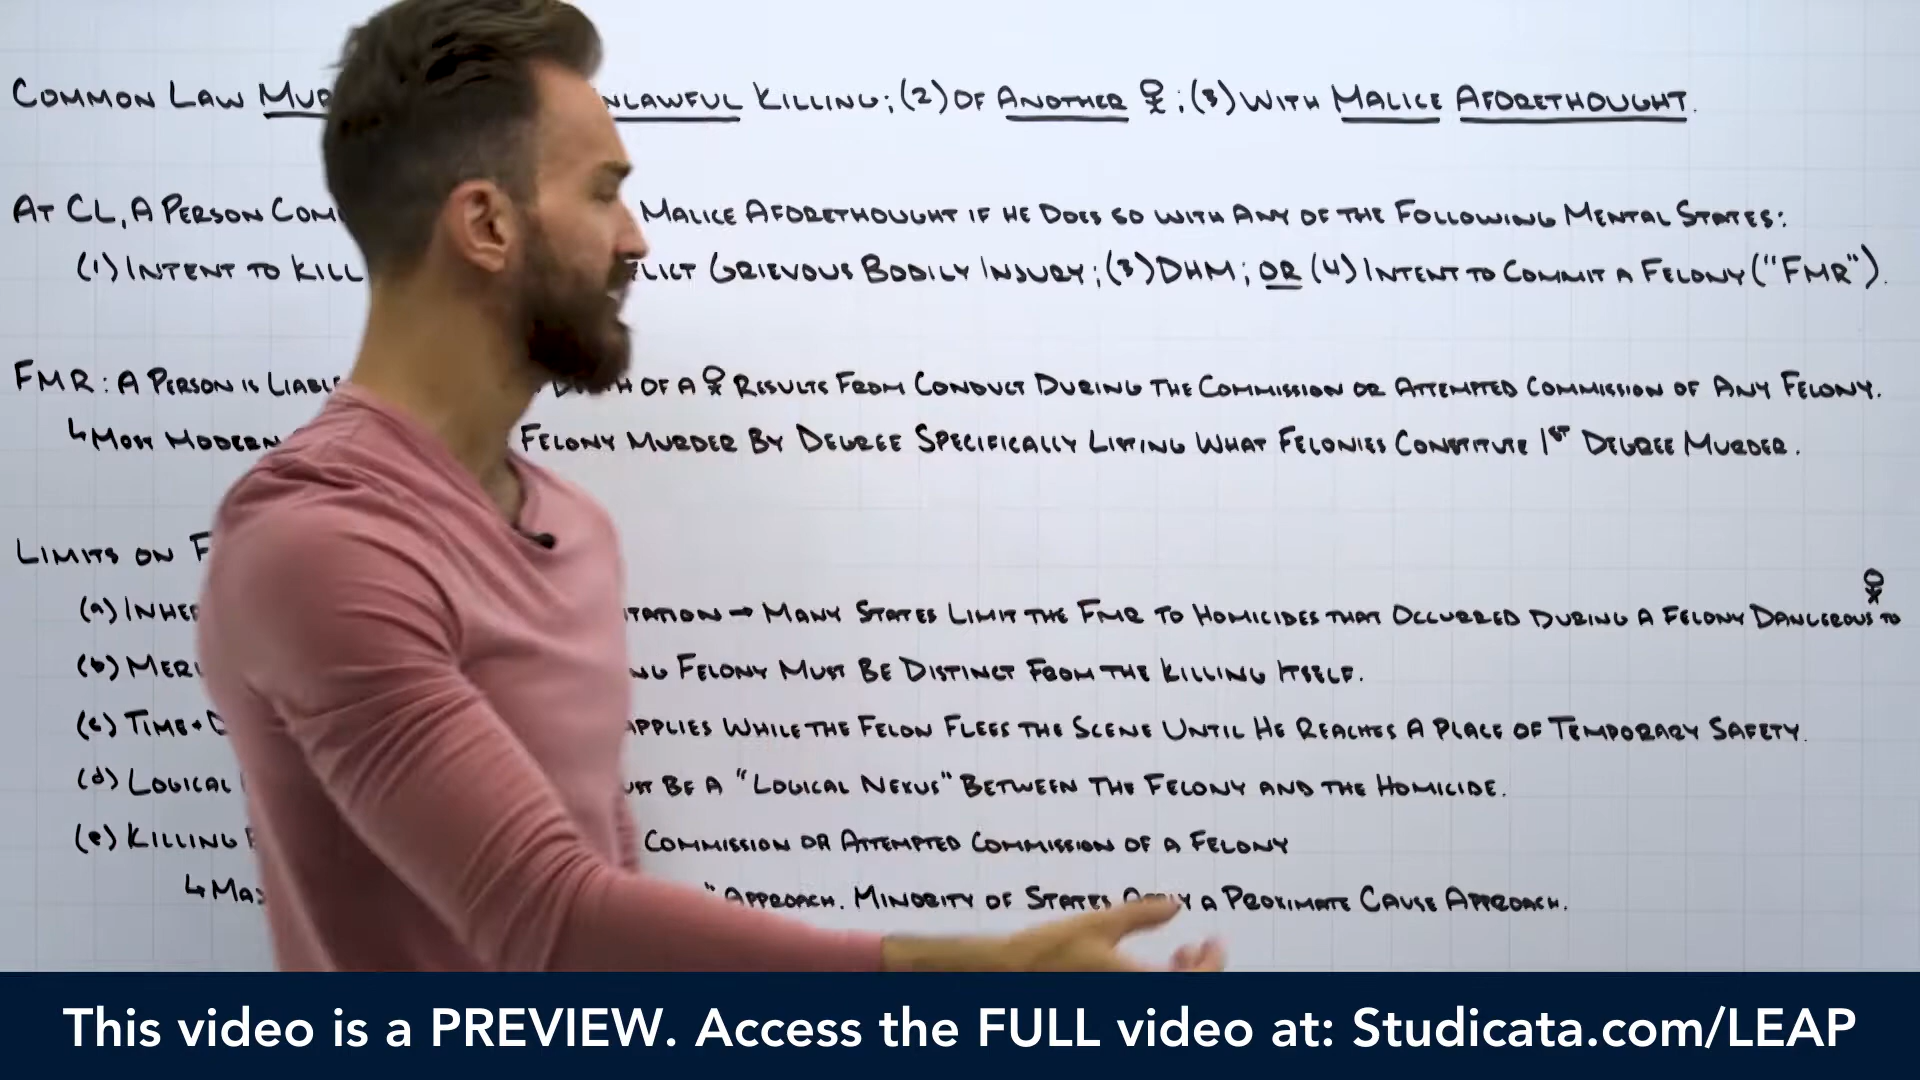 COMMON LAW MUR NLAWFUL KILLING; (2) OF ANOTHER ; (3) WITH MALICE AFORETHOUGHT.
AT CL, A PERSON COM MALICE AFORETHOUGHT IF HE DOES SO WITH ANY OF THE FOLLOWING MENTAL STATES:
(1) INTENT TO KILL FLICT GRIEVOUS BODILY INJURY; (3) DHM; OR (4) INTENT TO COMMIT A FELONY ("FMR").
FMR: A PERSON IS LIABLE OF A RESULTS FROM CONDUCT DURING THE COMMISSION OR ATTEMPTED COMMISSION OF ANY FELONY.
↳ MOST MODERN FELONY MURDER BY DEGREE SPECIFICALLY LISTING WHAT FELONIES CONSTITUTE 1ST DEGREE MURDER.
LIMITS ON F
(a) INHER ITATION → MANY STATES LIMIT THE FMR TO HOMICIDES THAT OCCURRED DURING A FELONY DANGEROUS TO
(b) MER NG FELONY MUST BE DISTINCT FROM THE KILLING ITSELF.
(c) TIME + D APPLIES WHILE THE FELON FLEES THE SCENE UNTIL HE REACHES A PLACE OF TEMPORARY SAFETY.
(d) LOGICAL UST BE A "LOGICAL NEXUS" BETWEEN THE FELONY AND THE HOMICIDE.
(e) KILLING COMMISSION OR ATTEMPTED COMMISSION OF A FELONY
↳ MAJ " APPROACH. MINORITY OF STATES APPLY A PROXIMATE CAUSE APPROACH.
This video is a PREVIEW. Access the FULL video at: Studicata.com/LEAP